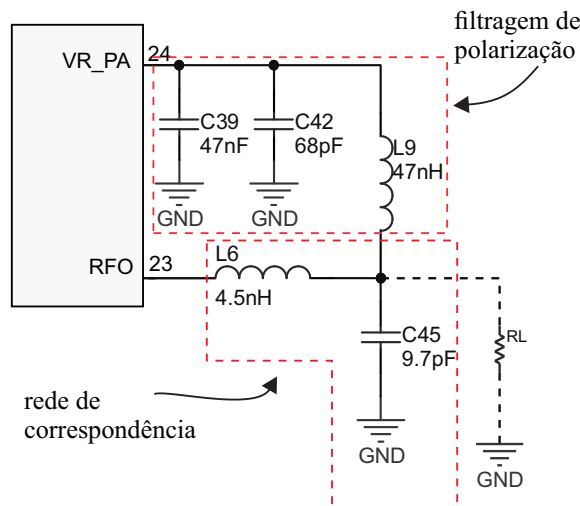 filtragem de
polarização
VR_PA
24
C39
47nF
C42
68pF
L9
47nH
GND
GND
RFO
23
L6
4.5nH
C45
9.7pF
RL
rede de
correspondência
GND
GND